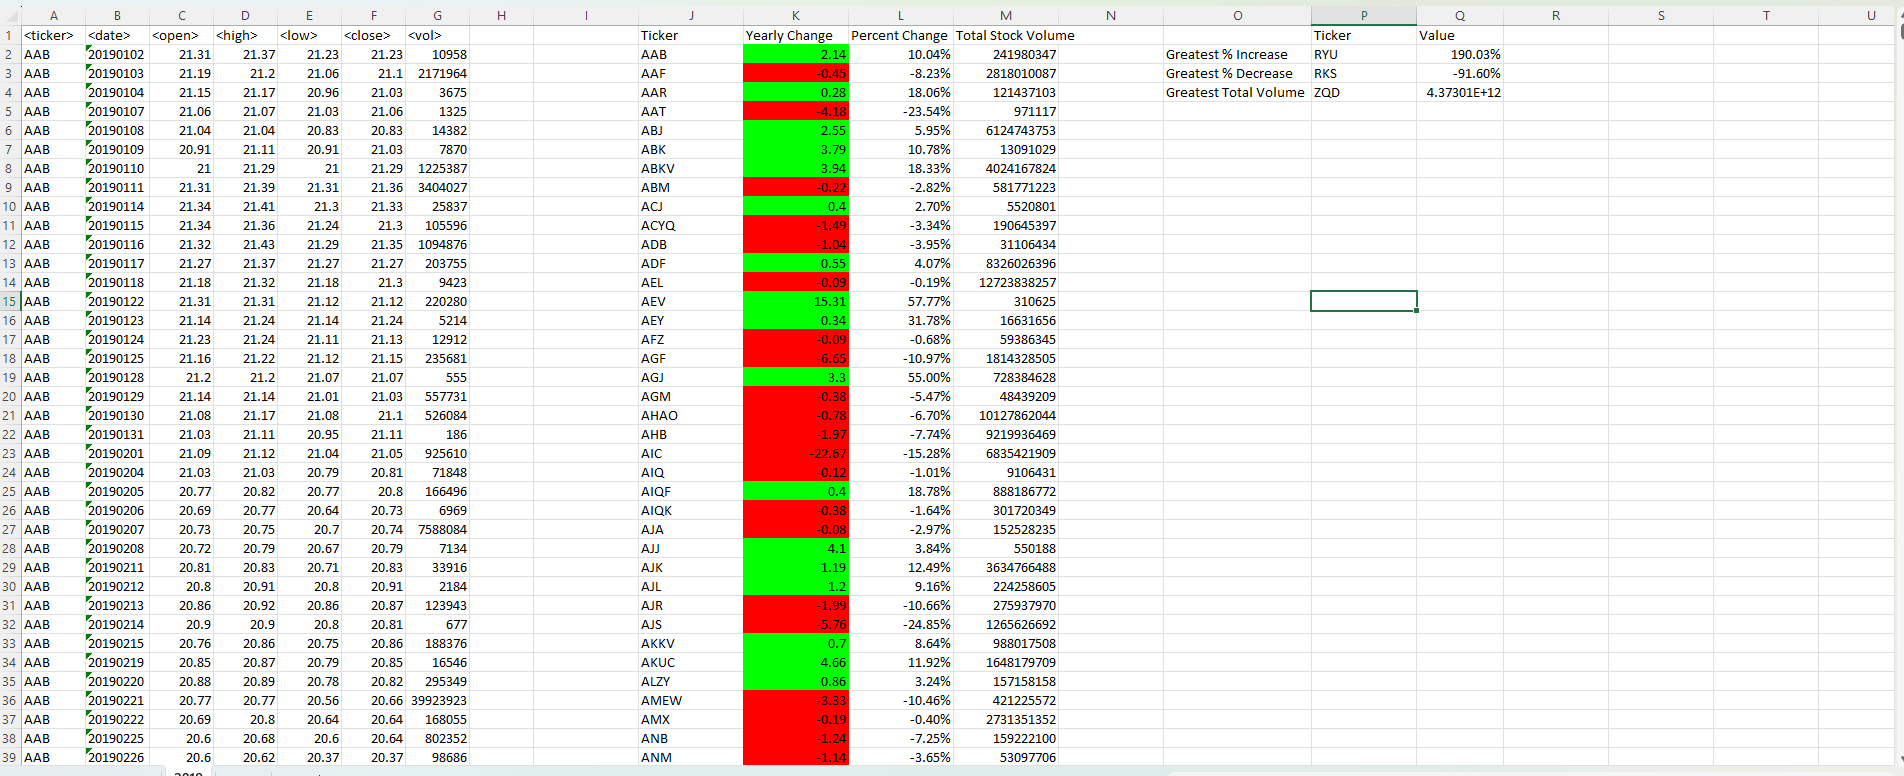 A B C D E F G H I J K L M N O P Q R S T U
1 <ticker> <date> <open> <high> <low> <close> <vol> Ticker Yearly Change Percent Change Total Stock Volume Ticker Value
2 AAB 20190102 21.31 21.37 21.23 21.23 10958 AAB 2.14 10.04% 241980347 Greatest % Increase RYU 190.03%
3 AAB 20190103 21.19 21.2 21.06 21.1 2171964 AAF -0.45 -8.23% 2818010087 Greatest % Decrease RKS -91.60%
4 AAB 20190104 21.15 21.17 20.96 21.03 3675 AAR 0.28 18.06% 121437103 Greatest Total Volume ZQD 4.37301E+12
5 AAB 20190107 21.06 21.07 21.03 21.06 1325 AAT -4.18 -23.54% 971117
6 AAB 20190108 21.04 21.04 20.83 20.83 14382 ABJ 2.55 5.95% 6124743753
7 AAB 20190109 20.91 21.11 20.91 21.03 7870 ABK 3.79 10.78% 13091029
8 AAB 20190110 21 21.29 21 21.29 1225387 ABKV 3.94 18.33% 4024167824
9 AAB 20190111 21.31 21.39 21.31 21.36 3404027 ABM -0.22 -2.82% 581771223
10 AAB 20190114 21.34 21.41 21.3 21.33 25837 ACJ 0.4 2.70% 5520801
11 AAB 20190115 21.34 21.36 21.24 21.3 105596 ACYQ -1.49 -3.34% 190645397
12 AAB 20190116 21.32 21.43 21.29 21.35 1094876 ADB -1.04 -3.95% 31106434
13 AAB 20190117 21.27 21.37 21.27 21.27 203755 ADF 0.55 4.07% 8326026396
14 AAB 20190118 21.18 21.32 21.18 21.3 9423 AEL -0.09 -0.19% 12723838257
15 AAB 20190122 21.31 21.31 21.12 21.12 220280 AEV 15.31 57.77% 310625
16 AAB 20190123 21.14 21.24 21.14 21.24 5214 AEY 0.34 31.78% 16631656
17 AAB 20190124 21.23 21.24 21.11 21.13 12912 AFZ -0.09 -0.68% 59386345
18 AAB 20190125 21.16 21.22 21.12 21.15 235681 AGF -6.65 -10.97% 1814328505
19 AAB 20190128 21.2 21.2 21.07 21.07 555 AGJ 3.3 55.00% 728384628
20 AAB 20190129 21.14 21.14 21.01 21.03 557731 AGM -0.38 -5.47% 48439209
21 AAB 20190130 21.08 21.17 21.08 21.1 526084 AHAO -0.78 -6.70% 10127862044
22 AAB 20190131 21.03 21.11 20.95 21.11 186 AHB -1.97 -7.74% 9219936469
23 AAB 20190201 21.09 21.12 21.04 21.05 925610 AIC -22.67 -15.28% 6835421909
24 AAB 20190204 21.03 21.03 20.79 20.81 71848 AIQ -0.12 -1.01% 9106431
25 AAB 20190205 20.77 20.82 20.77 20.8 166496 AIQF 0.4 18.78% 888186772
26 AAB 20190206 20.69 20.77 20.64 20.73 6969 AIQK -0.38 -1.64% 301720349
27 AAB 20190207 20.73 20.75 20.7 20.74 7588084 AJA -0.08 -2.97% 152528235
28 AAB 20190208 20.72 20.79 20.67 20.79 7134 AJJ 4.1 3.84% 550188
29 AAB 20190211 20.81 20.83 20.71 20.83 33916 AJK 1.19 12.49% 3634766488
30 AAB 20190212 20.8 20.91 20.8 20.91 2184 AJL 1.2 9.16% 224258605
31 AAB 20190213 20.86 20.92 20.86 20.87 123943 AJR -1.99 -10.66% 275937970
32 AAB 20190214 20.9 20.9 20.8 20.81 677 AJS -5.76 -24.85% 1265626692
33 AAB 20190215 20.76 20.86 20.75 20.86 188376 AKKV 0.7 8.64% 988017508
34 AAB 20190219 20.85 20.87 20.79 20.85 16546 AKUC 4.66 11.92% 1648179709
35 AAB 20190220 20.88 20.89 20.78 20.82 295349 ALZY 0.86 3.24% 157158158
36 AAB 20190221 20.77 20.77 20.56 20.66 39923923 AMEW -3.33 -10.46% 421225572
37 AAB 20190222 20.69 20.8 20.64 20.64 168055 AMX -0.19 -0.40% 2731351352
38 AAB 20190225 20.6 20.68 20.6 20.64 802352 ANB -1.24 -7.25% 159222100
39 AAB 20190226 20.6 20.62 20.37 20.37 98686 ANM -1.14 -3.65% 53097706